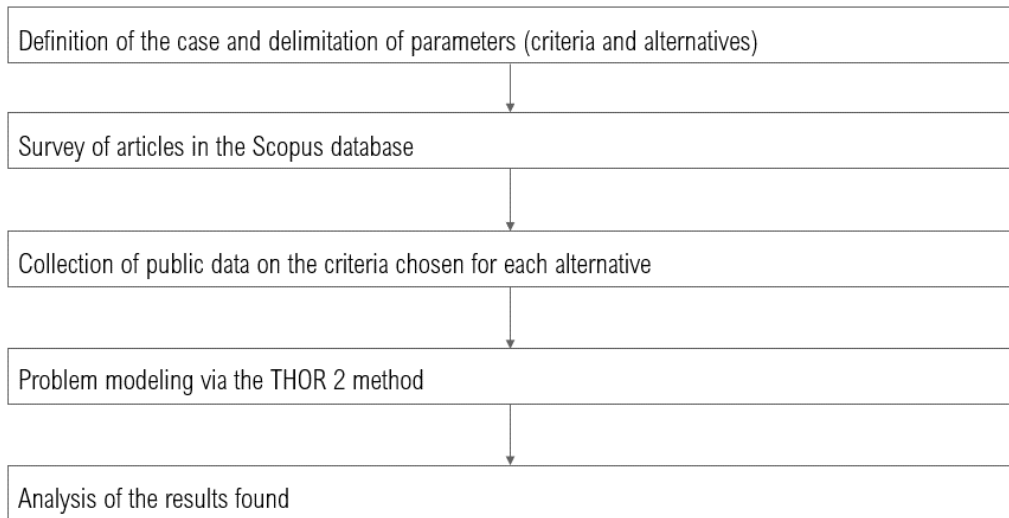 Definition of the case and delimitation of parameters (criteria and alternatives)
Survey of articles in the Scopus database
Collection of public data on the criteria chosen for each alternative
Problem modeling via the THOR 2 method
Analysis of the results found